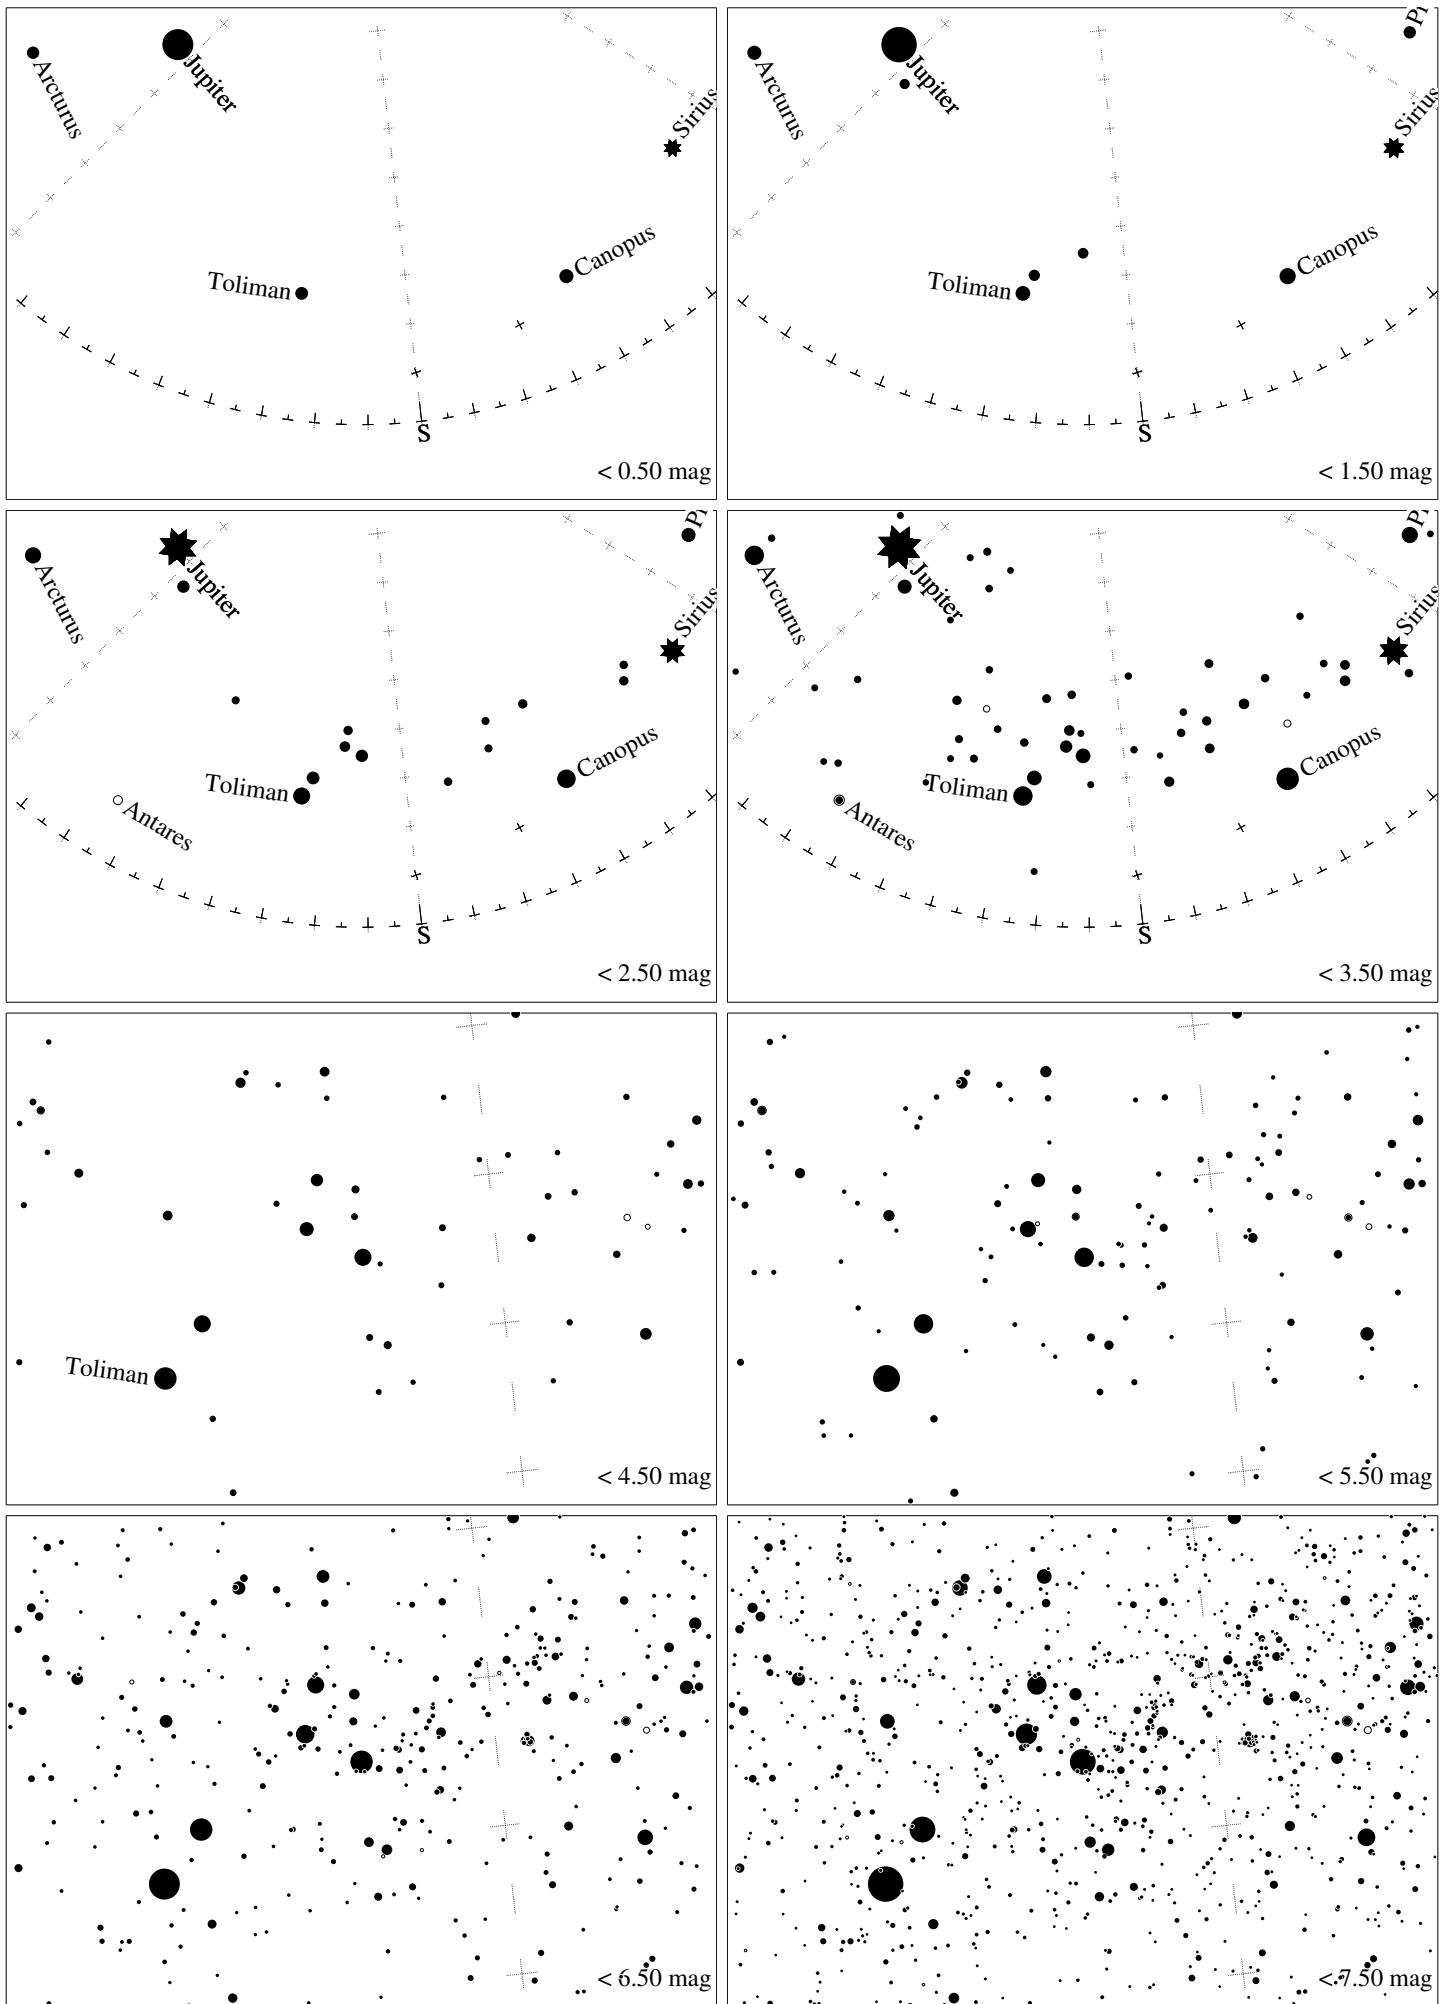 Arcturus
Jupiter
Sirius
Toliman
Canopus
S
< 0.50 mag
Arcturus
Jupiter
Sirius
Toliman
Canopus
S
< 1.50 mag
Arcturus
Jupiter
Sirius
Toliman
Canopus
Antares
S
< 2.50 mag
Arcturus
Jupiter
Sirius
Toliman
Canopus
Antares
S
< 3.50 mag
Toliman
< 4.50 mag
< 5.50 mag
< 6.50 mag
< 7.50 mag